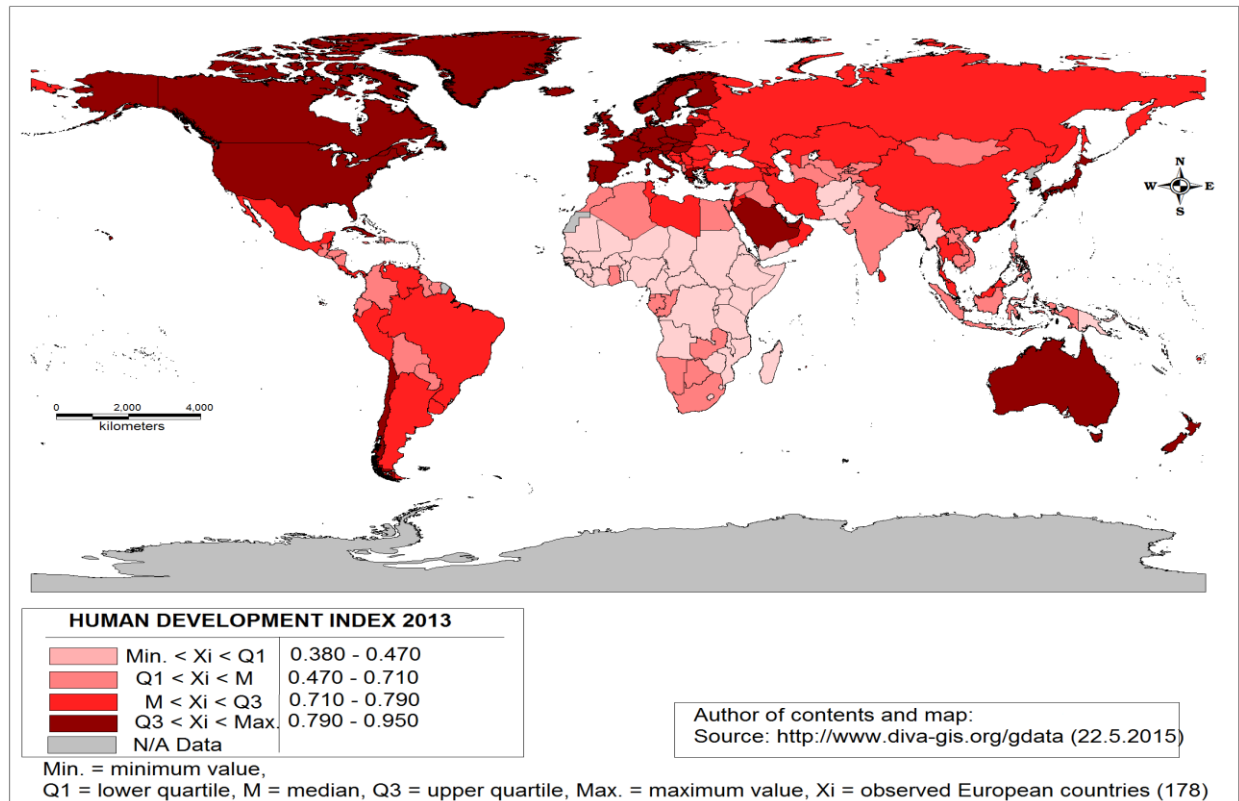 N
W E
S
0 2,000 4,000
kilometers
HUMAN DEVELOPMENT INDEX 2013
Min. < Xi < Q1 0.380 - 0.470
Q1 < Xi < M 0.470 - 0.710
M < Xi < Q3 0.710 - 0.790
Q3 < Xi < Max. 0.790 - 0.950
N/A Data
Author of contents and map:
Source: http://www.diva-gis.org/gdata (22.5.2015)
Min. = minimum value,
Q1 = lower quartile, M = median, Q3 = upper quartile, Max. = maximum value, Xi = observed European countries (178)